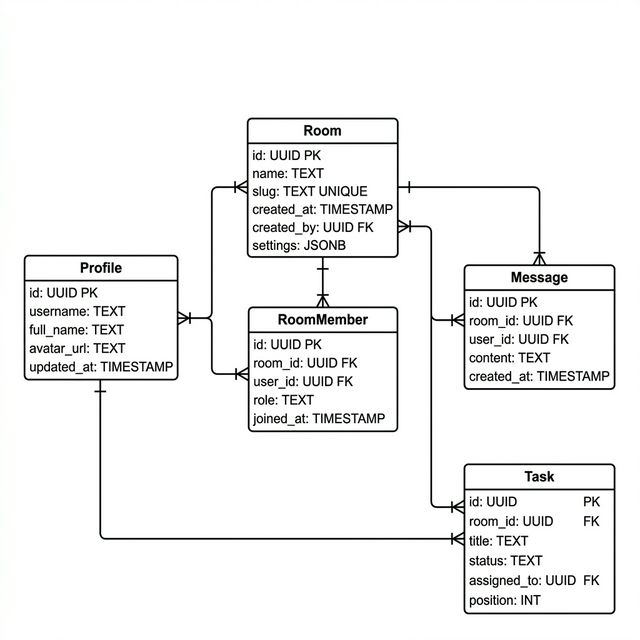 Room
id: UUID PK
name: TEXT
slug: TEXT UNIQUE
created_at: TIMESTAMP
created_by: UUID FK
settings: JSONB
Profile
id: UUID PK
username: TEXT
full_name: TEXT
avatar_url: TEXT
updated_at: TIMESTAMP
RoomMember
id: UUID PK
room_id: UUID FK
user_id: UUID FK
role: TEXT
joined_at: TIMESTAMP
Message
id: UUID PK
room_id: UUID FK
user_id: UUID FK
content: TEXT
created_at: TIMESTAMP
Task
id: UUID PK
room_id: UUID FK
title: TEXT
status: TEXT
assigned_to: UUID FK
position: INT